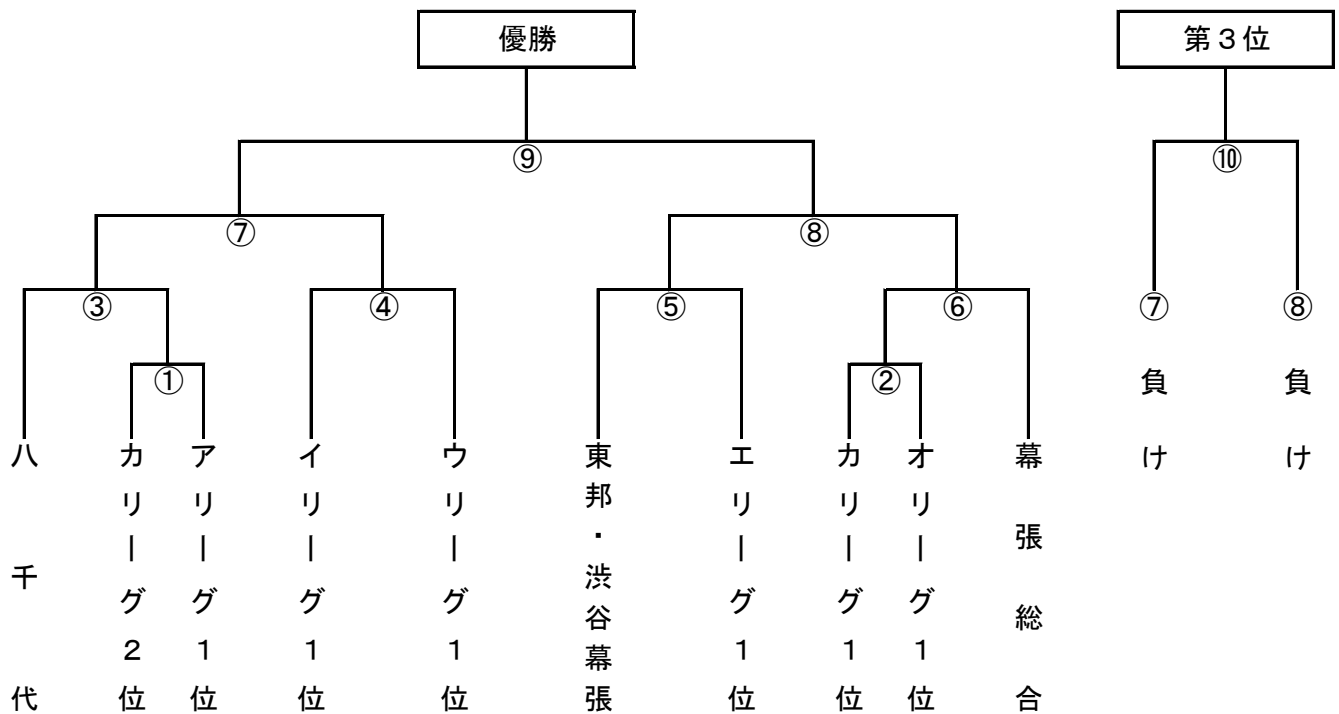 優勝
第３位
⑨
⑩
⑦
⑧
③
④
⑤
⑥
⑦負け
⑧負け
①
②
八千代
カリーグ２位
アリーグ１位
イリーグ１位
ウリーグ１位
東邦・渋谷幕張
エリーグ１位
カリーグ１位
オリーグ１位
幕張総合